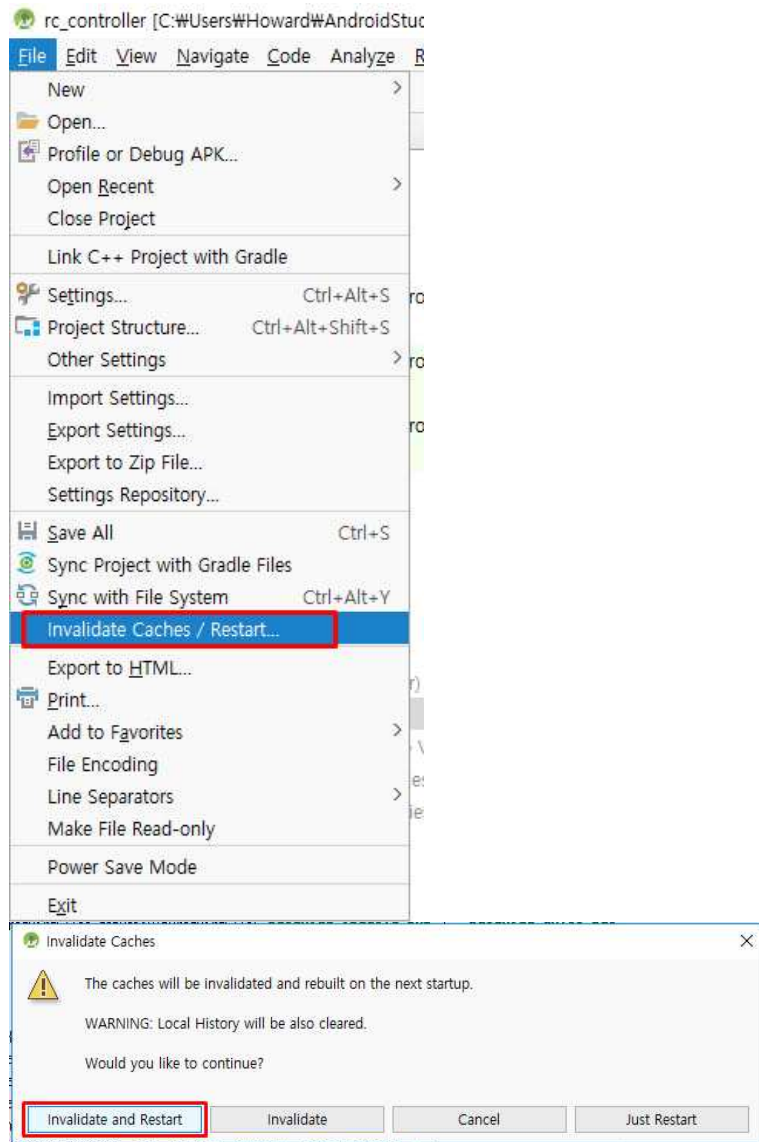 rc_controller [C:₩Users₩Howard₩AndroidStuc
File Edit View Navigate Code Analyze R
New >
Open...
Profile or Debug APK...
Open Recent >
Close Project
Link C++ Project with Gradle
Settings... Ctrl+Alt+S
Project Structure... Ctrl+Alt+Shift+S
Other Settings >
Import Settings...
Export Settings...
Export to Zip File...
Settings Repository...
Save All Ctrl+S
Sync Project with Gradle Files
Sync with File System Ctrl+Alt+Y
Invalidate Caches / Restart...
Export to HTML...
Print...
Add to Favorites >
File Encoding
Line Separators >
Make File Read-only
Power Save Mode
Exit
Invalidate Caches
The caches will be invalidated and rebuilt on the next startup.
WARNING: Local History will be also cleared.
Would you like to continue?
Invalidate and Restart Invalidate Cancel Just Restart